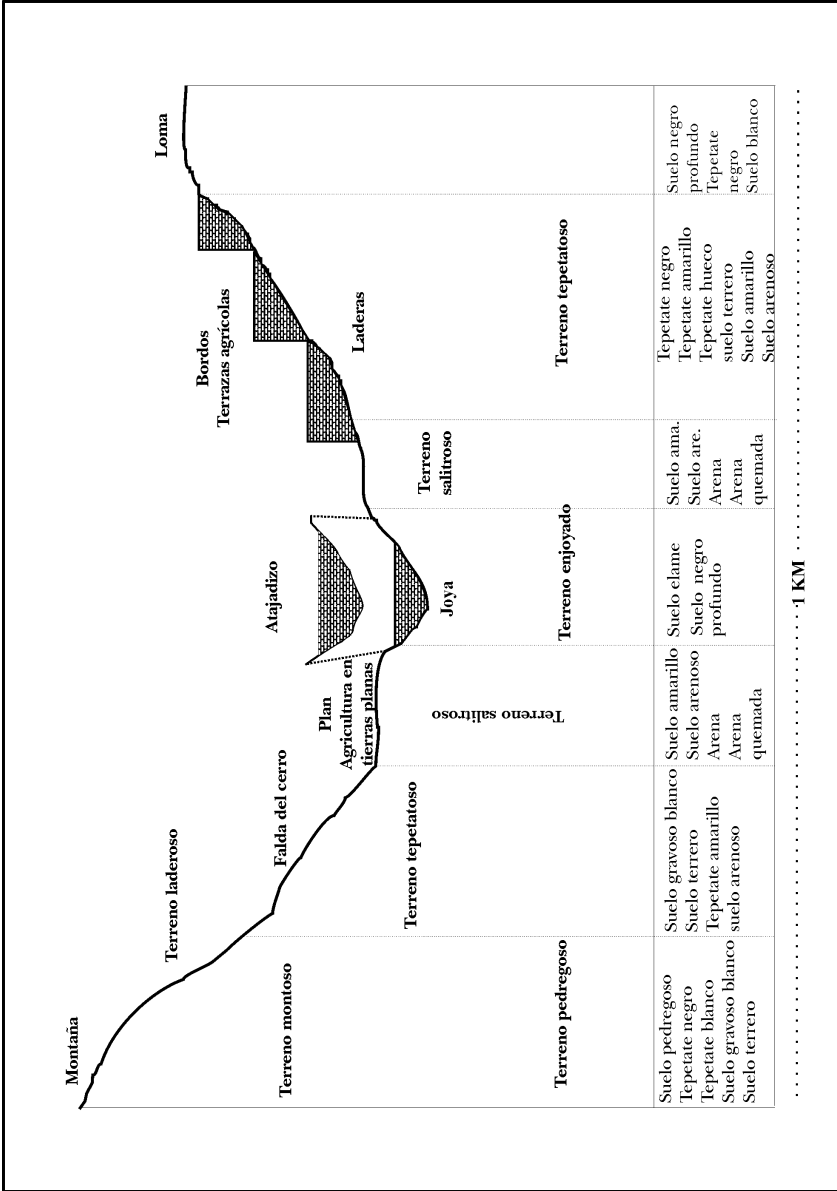 Montaña
Terreno laderoso
Loma
Bordos
Terrazas agrícolas
Falda del cerro
Atajadizo
Plan
Agricultura en
tierras planas
Laderas
Terreno montoso
Terreno tepetatoso
Joya
Terreno
salitroso
Terreno pedregoso
Terreno salitroso
Terreno enjoyado
Terreno tepetatoso
Suelo pedregoso
Tepetate negro
Tepetate blanco
Suelo gravoso blanco
Suelo terrero
Suelo gravoso blanco
Suelo terrero
Tepetate amarillo
suelo arenoso
Suelo amarillo
Suelo arenoso
Arena
Arena
quemada
Suelo elame
Suelo negro
profundo
Suelo ama.
Suelo are.
Arena
Arena
quemada
Tepetate negro
Tepetate amarillo
Tepetate hueco
suelo terrero
Suelo amarillo
Suelo arenoso
Suelo negro
profundo
Tepetate
negro
Suelo blanco
1 KM